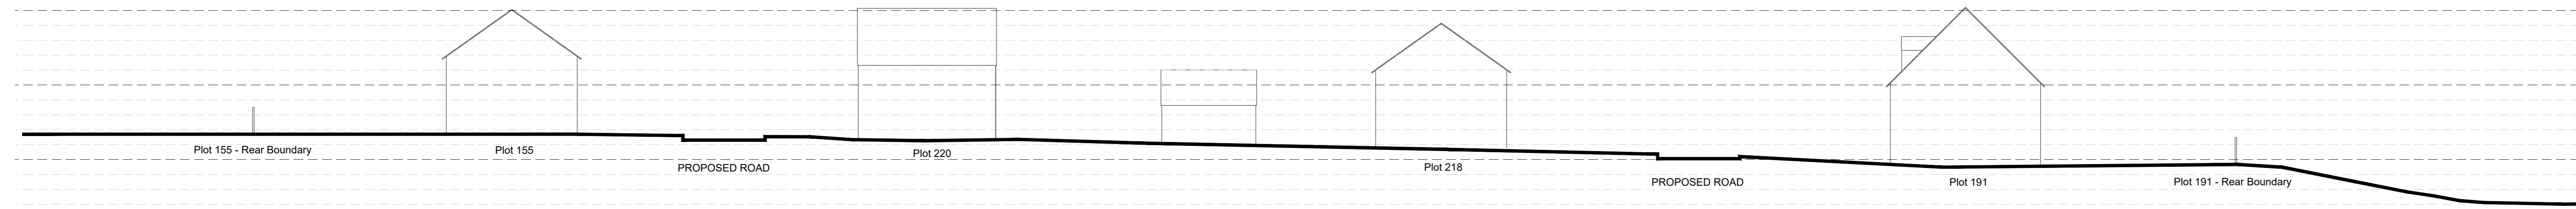 Plot 155 - Rear Boundary
Plot 155
PROPOSED ROAD
Plot 220
Plot 218
PROPOSED ROAD
Plot 191
Plot 191 - Rear Boundary